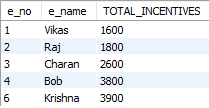 e_no e_name TOTAL_INCENTIVES
1 Vikas 1600
2 Raj 1800
3 Charan 2600
4 Bob 3800
6 Krishna 3900